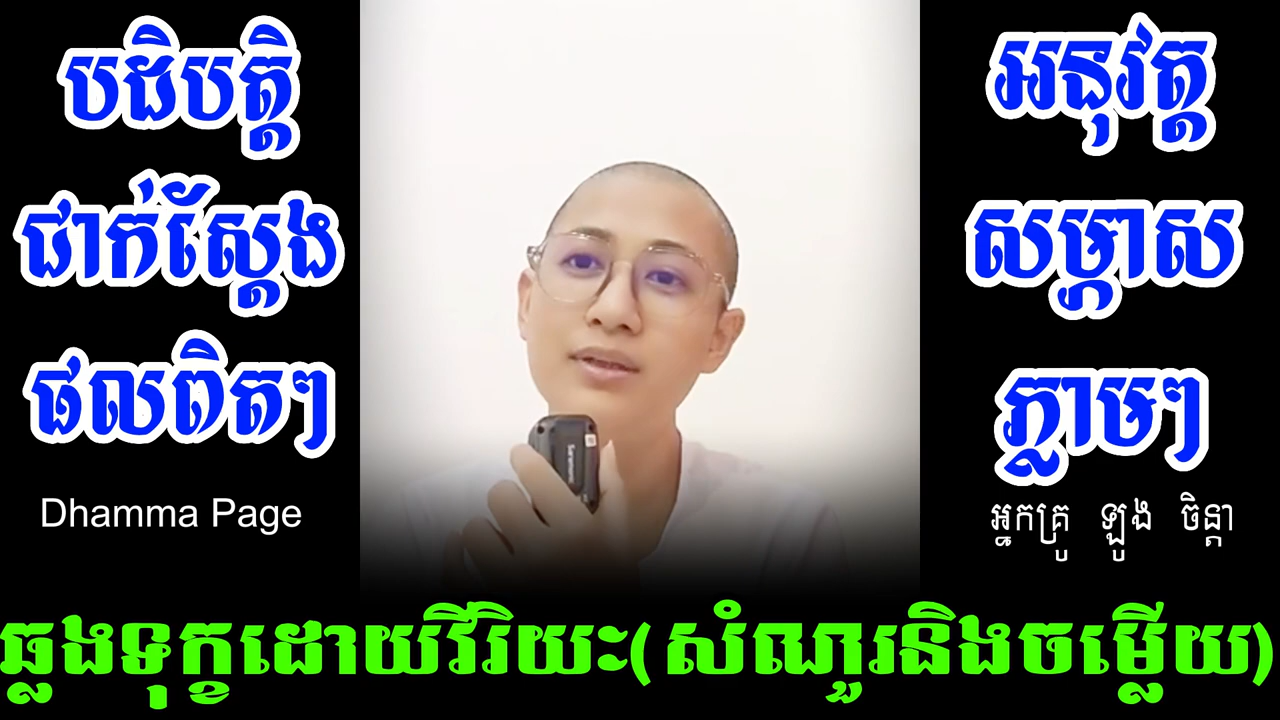 បដិបត្តិ
ជាក់ស្តែង
ផលពិតៗ
Dhamma Page
អនុវត្ត
សម្ភាស
ភ្លាមៗ
អ្នកគ្រូ ឡុង ចិន្តា
Saramonic
ឆ្លងទុក្ខដោយវីរិយៈ(សំណួរនិងចម្លើយ)